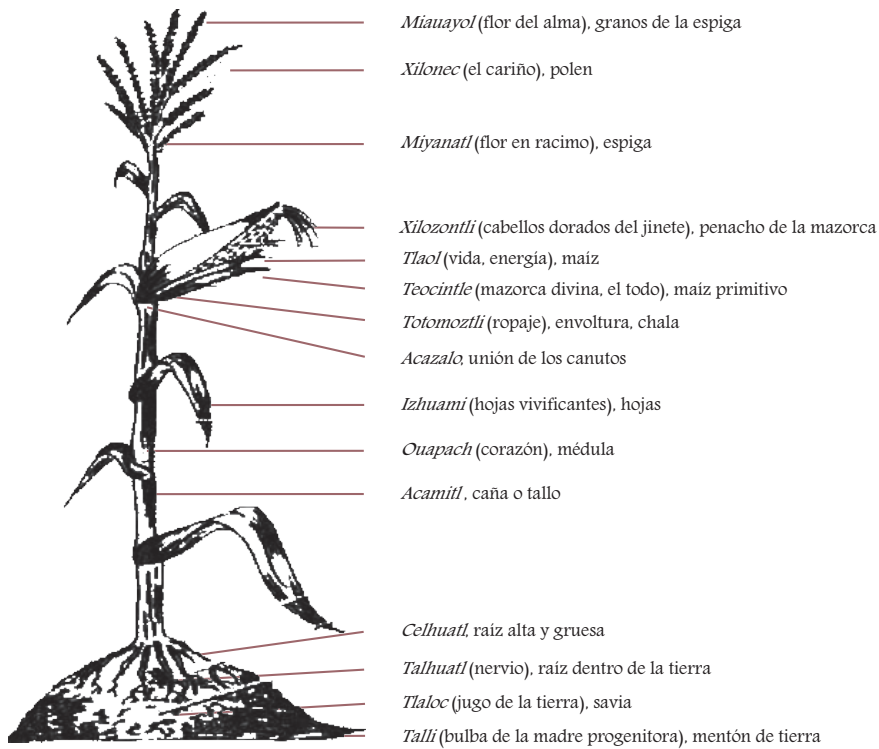 Miauayol (flor del alma), granos de la espiga
Xilonec (el cariño), polen
Miyanatl (flor en racimo), espiga
Xilozontli (cabellos dorados del jinete), penacho de la mazorca
Tlaol (vida, energía), maíz
Teocintle (mazorca divina, el todo), maíz primitivo
Totomoztli (ropaje), envoltura, chala
Acazalo, unión de los canutos
Izhuami (hojas vivificantes), hojas
Ouapach (corazón), médula
Acamitl , caña o tallo
Celhuatl, raíz alta y gruesa
Talhuatl (nervio), raíz dentro de la tierra
Tlaloc (jugo de la tierra), savia
Talli (bulba de la madre progenitora), mentón de tierra